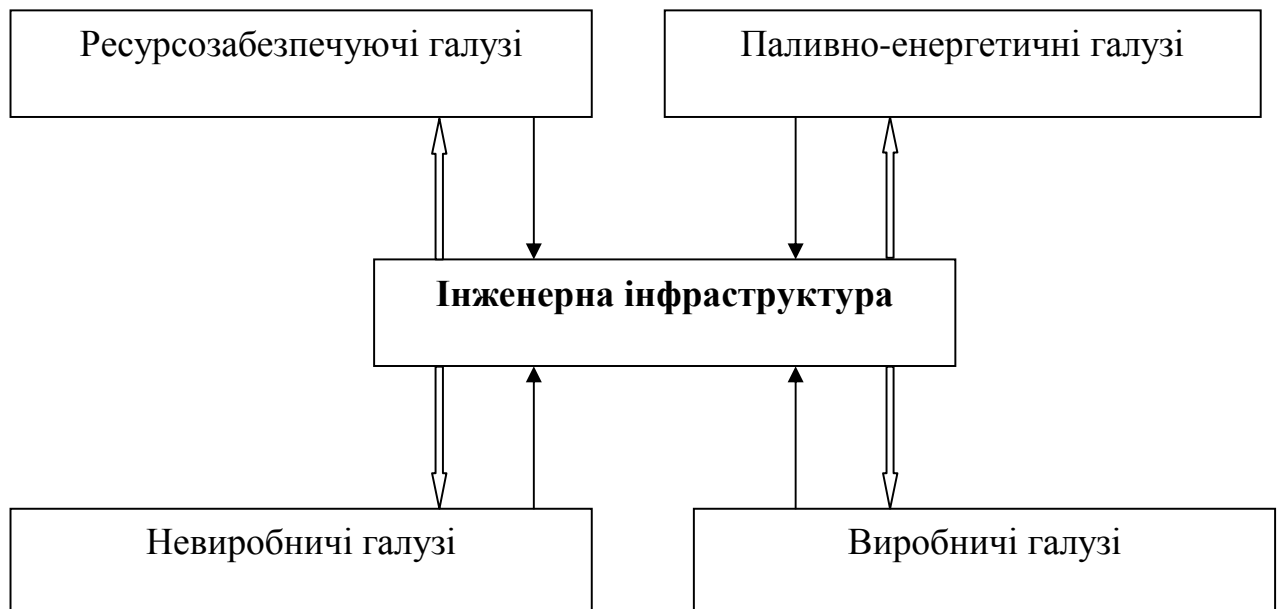 Ресурсозабезпечуючі галузі
Паливно-енергетичні галузі
Інженерна інфраструктура
Невиробничі галузі
Виробничі галузі